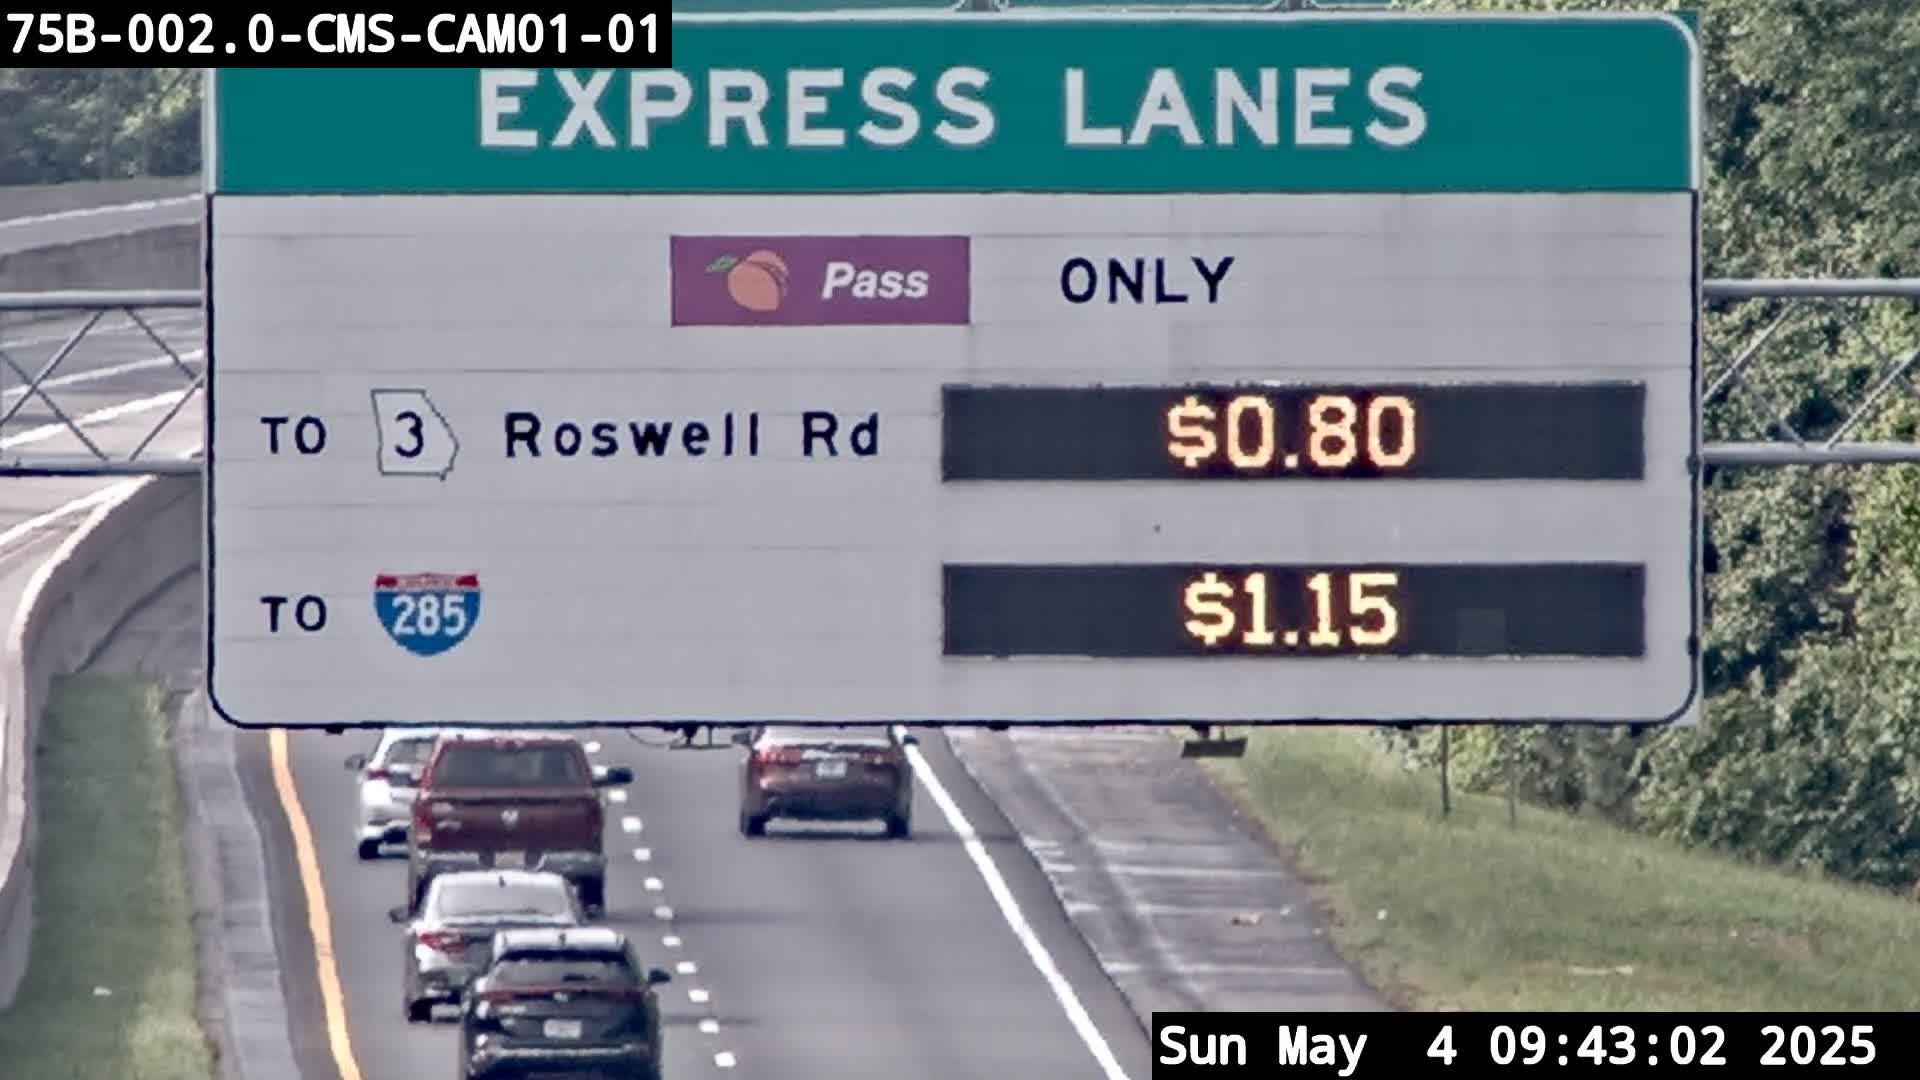 75B-002.0-CMS-CAM01-01
EXPRESS LANES
Pass ONLY
TO 3 Roswell Rd $0.80
TO 285 $1.15
Sun May 4 09:43:02 2025